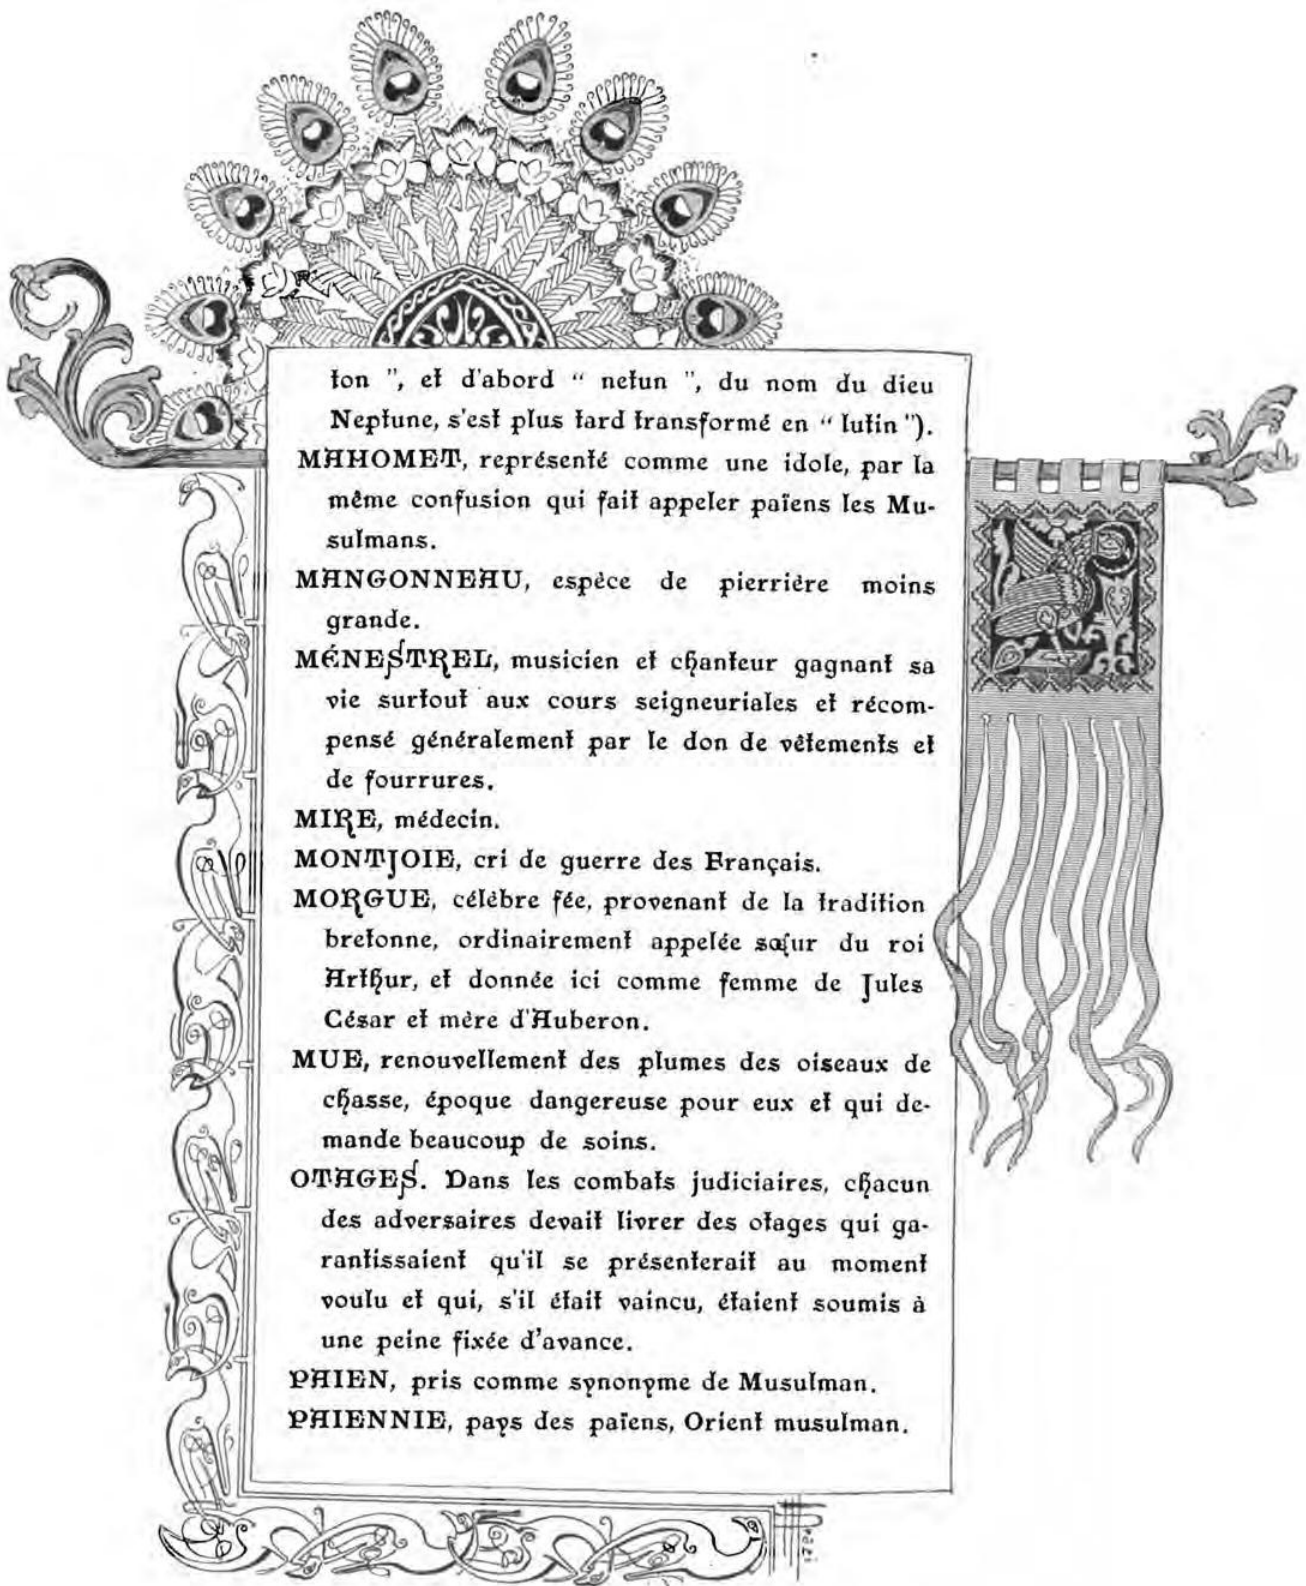 ton ", et d'abord " netun ", du nom du dieu
Neptune, s'est plus tard transformé en " lutin ").
MAHOMET, représenté comme une idole, par la
même confusion qui fait appeler païens les Mu-
sulmans.
MANGONNEAU, espèce de pierrière moins
grande.
MÉNESTREL, musicien et chanteur gagnant sa
vie surtout aux cours seigneuriales et récom-
pensé généralement par le don de vêtements et
de fourrures.
MIRE, médecin.
MONTJOIE, cri de guerre des Français.
MORGUE, célèbre fée, provenant de la tradition
bretonne, ordinairement appelée sœur du roi
Arthur, et donnée ici comme femme de Jules
César et mère d'Auberon.
MUE, renouvellement des plumes des oiseaux de
chasse, époque dangereuse pour eux et qui de-
mande beaucoup de soins.
OTAGES. Dans les combats judiciaires, chacun
des adversaires devait livrer des otages qui ga-
rantissaient qu'il se présenterait au moment
voulu et qui, s'il était vaincu, étaient soumis à
une peine fixée d'avance.
PAIEN, pris comme synonyme de Musulman.
PAIENNIE, pays des païens, Orient musulman.